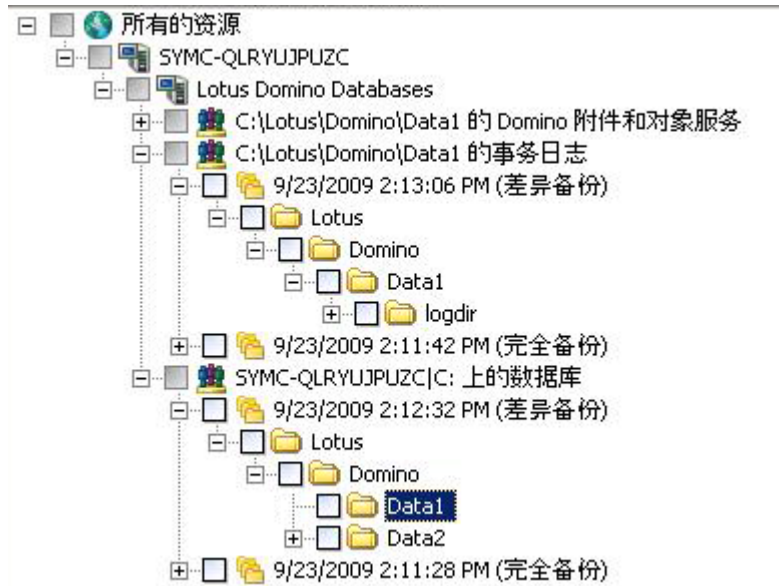 所有的资源
SYMC-QLRYUJPUZC
Lotus Domino Databases
C:\Lotus\Domino\Data1 的 Domino 附件和对象服务
C:\Lotus\Domino\Data1 的事务日志
9/23/2009 2:13:06 PM (差异备份)
Lotus
Domino
Data1
logdir
9/23/2009 2:11:42 PM (完全备份)
SYMC-QLRYUJPUZC|C: 上的数据库
9/23/2009 2:12:32 PM (差异备份)
Lotus
Domino
Data1
Data2
9/23/2009 2:11:28 PM (完全备份)